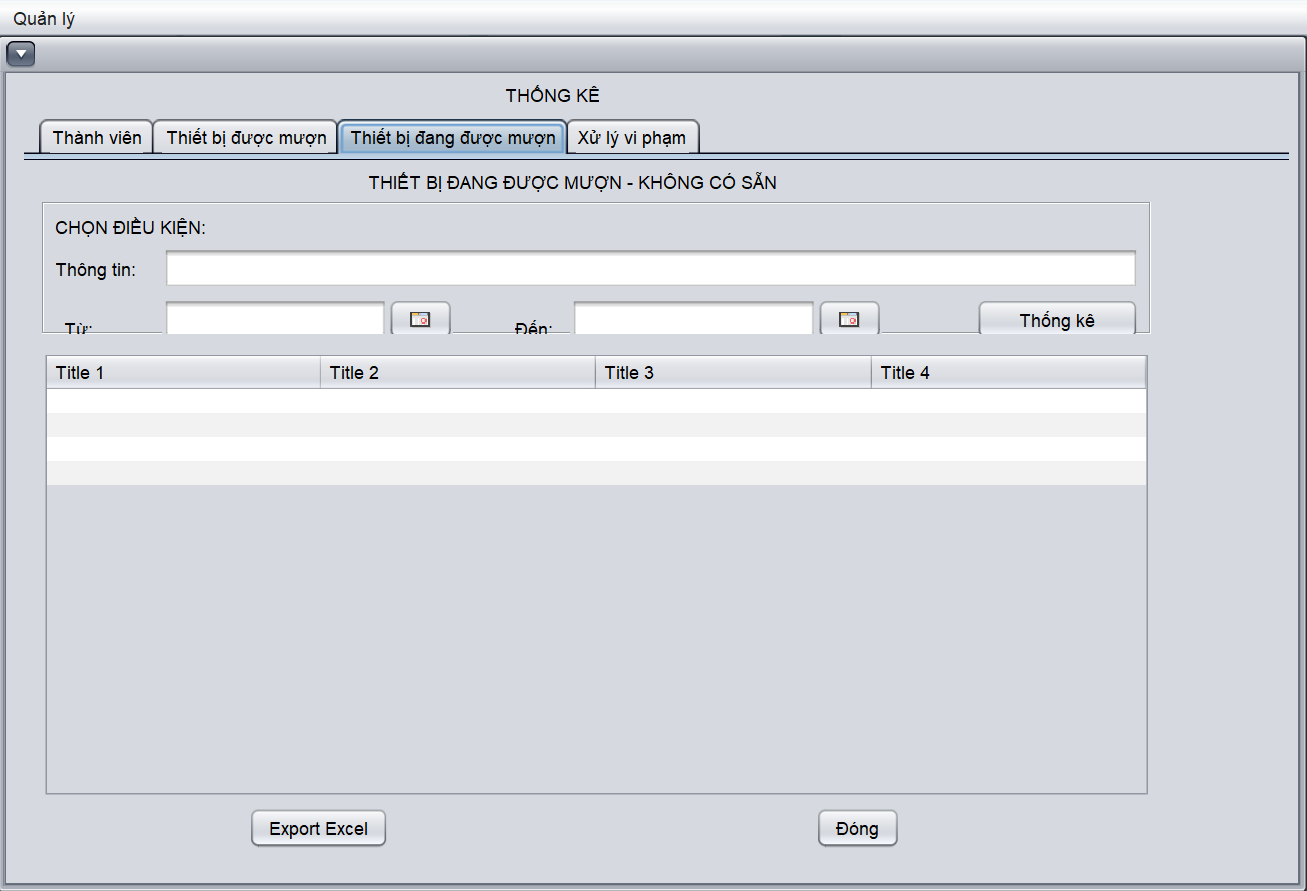 Quản lý
THỐNG KÊ
Thành viên Thiết bị được mượn Thiết bị đang được mượn Xử lý vi phạm
THIẾT BỊ ĐANG ĐƯỢC MƯỢN - KHÔNG CÓ SẴN
CHỌN ĐIỀU KIỆN:
Thông tin:
Từ: Đến: Thống kê
Title 1 Title 2 Title 3 Title 4
Export Excel Đóng